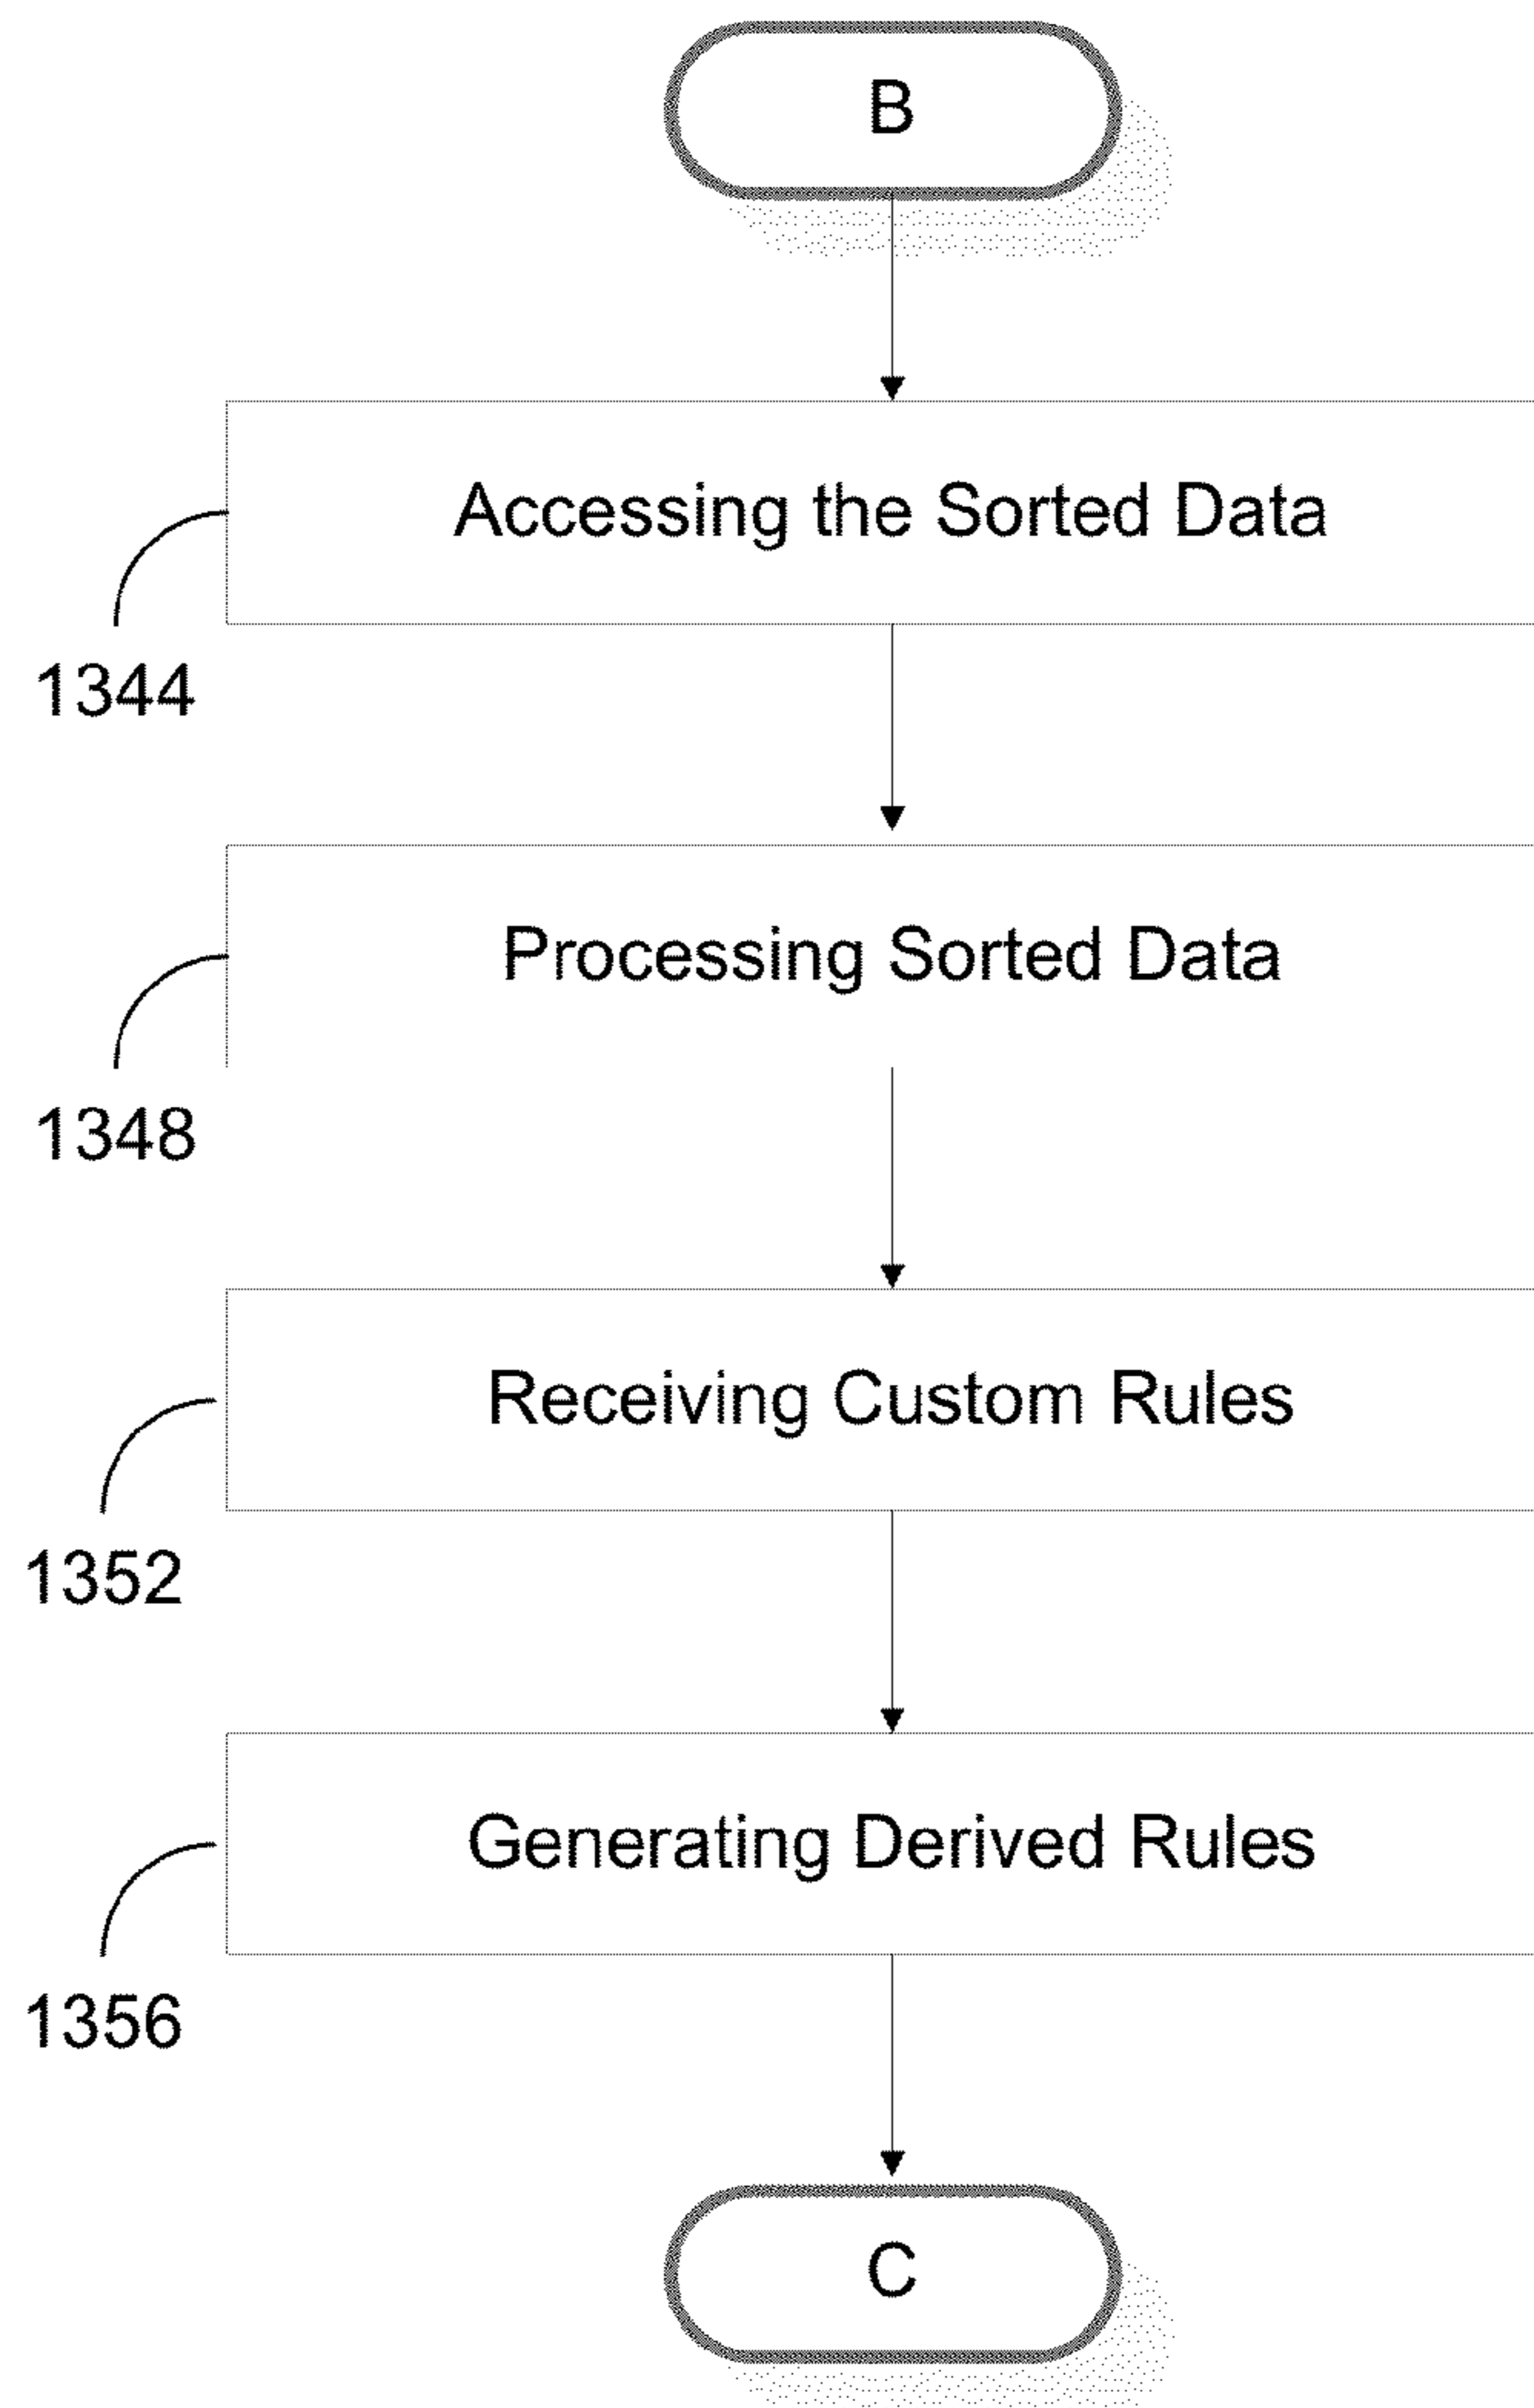 B
Accessing the Sorted Data
1344
Processing Sorted Data
1348
Receiving Custom Rules
1352
Generating Derived Rules
1356
C